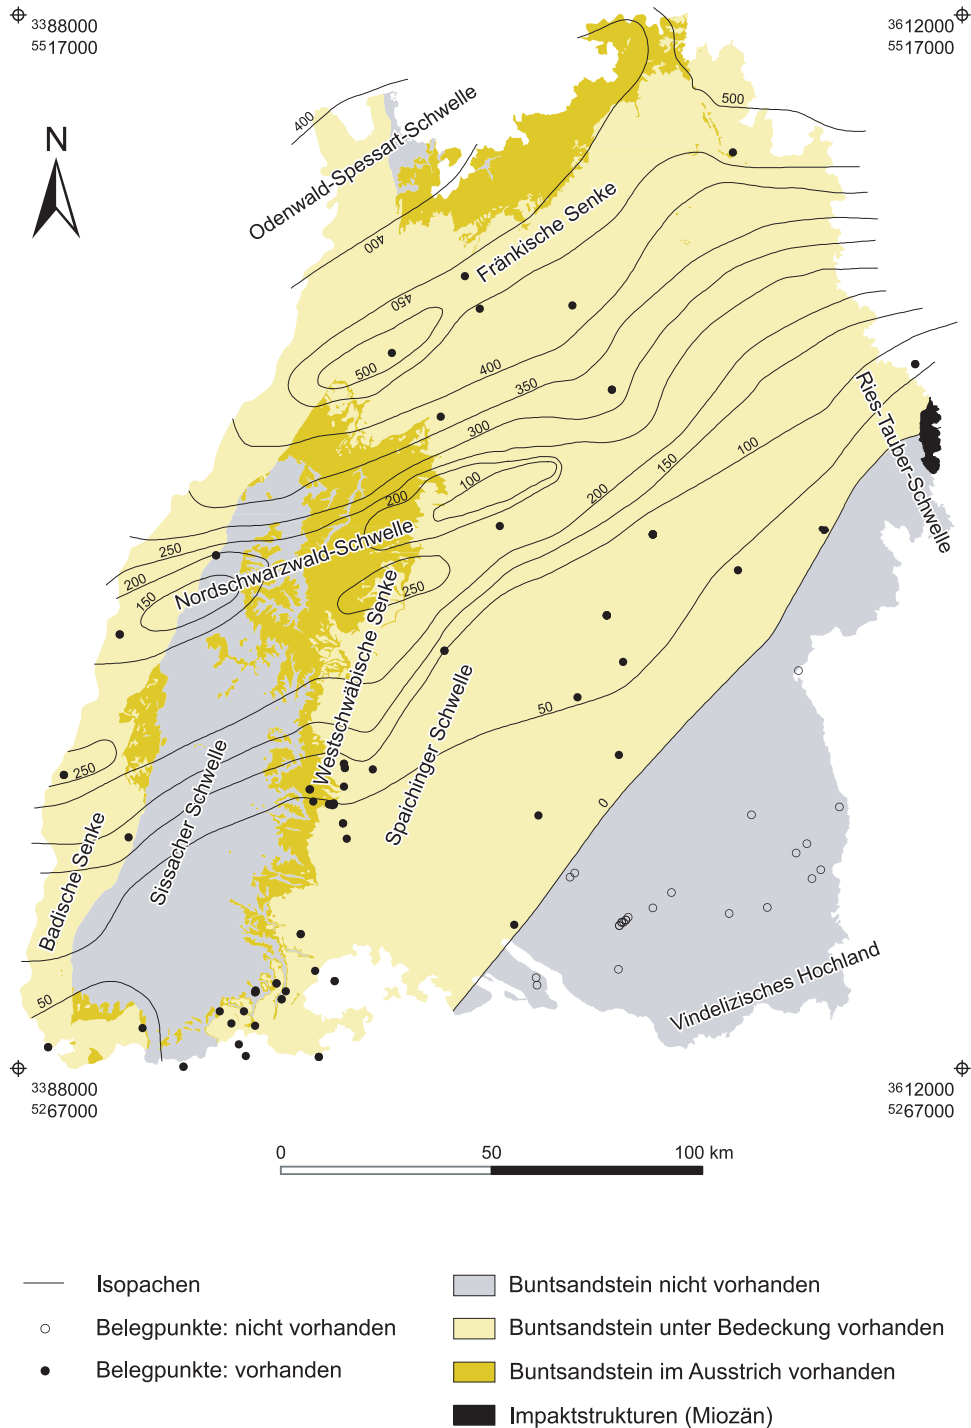 3388000
5517000
3612000
5517000
N
400
500
Odenwald-Spessart-Schwelle
400
Fränkische Senke
450
500
400
350
300
100
200
100
150
200
Ries-Tauber-Schwelle
250
200
150
Nordschwarzwald-Schwelle
250
Westschwäbische Senke
Spaichinger Schwelle
50
0
250
Sissacher Schwelle
Badische Senke
50
Vindelizisches Hochland
3388000
5267000
3612000
5267000
0 50 100 km
Isopachen
Belegpunkte: nicht vorhanden
Belegpunkte: vorhanden
Buntsandstein nicht vorhanden
Buntsandstein unter Bedeckung vorhanden
Buntsandstein im Ausstrich vorhanden
Impaktstrukturen (Miozän)